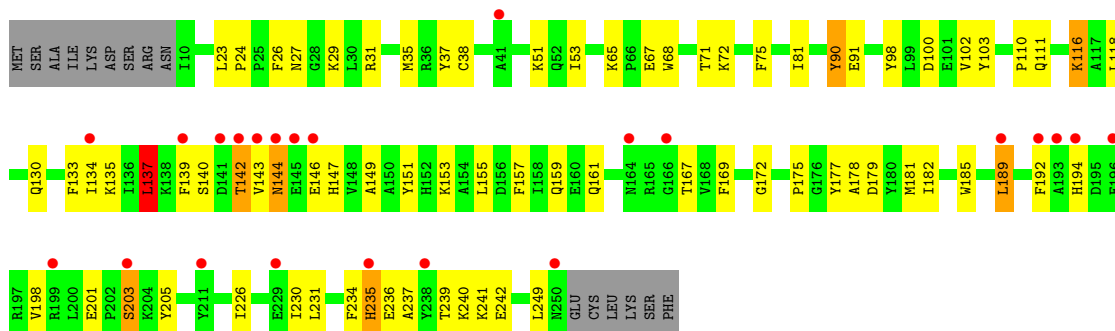 MET SER ALA ILE LYS ASP SER ARG ASN I10 L23 P24 P25 F26 N27 G28 K29 L30 R31 M35 R36 Y37 C38 A41 K51 Q52 I53 K65 P66 E67 W68 T71 K72 F75 I81 Y90 E91 Y98 L99 D100 E101 V102 Y103 P110 Q111 K116 A117 L118
Q130 F133 I134 K135 I136 L137 K138 F139 S140 D141 T142 V143 N144 E145 E146 H147 V148 A149 A150 Y151 H152 K153 A154 L155 D156 F157 I158 Q159 E160 Q161 N164 R165 G166 T167 V168 F169 G172 P175 G176 Y177 A178 D179 Y180 M181 I182 W185 L189 F192 A193 H194 D195
R197 V198 R199 L200 E201 P202 S203 K204 Y205 Y211 I226 E229 I230 L231 F234 H235 E236 A237 Y238 T239 K240 K241 E242 L249 N250 GLU CYS LEU LYS SER PHE